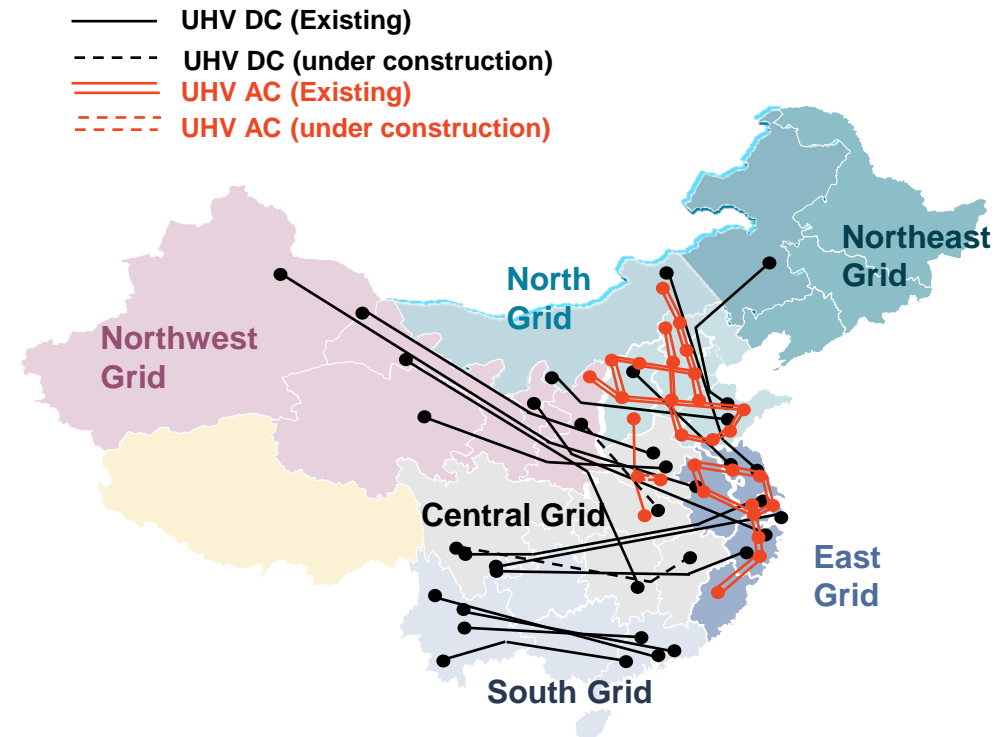 UHV DC (Existing)
UHV DC (under construction)
UHV AC (Existing)
UHV AC (under construction)
Northeast
Grid
North
Grid
Northwest
Grid
Central Grid
East
Grid
South Grid